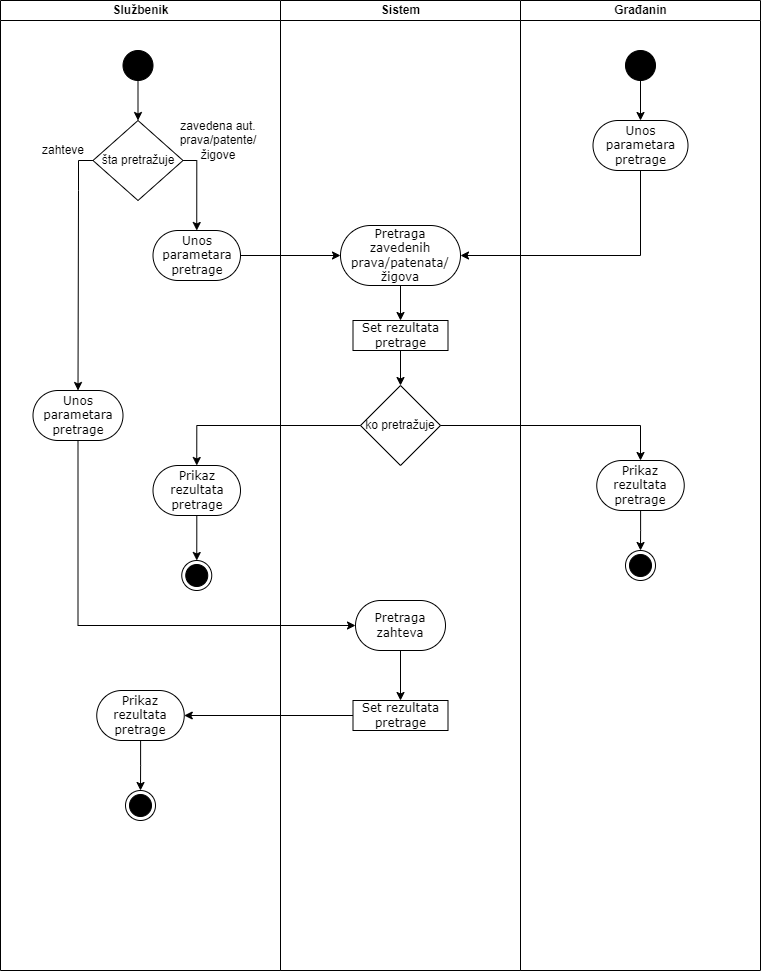 Službenik
Sistem
Građanin
zahteve
zavedena aut.
prava/patente/
žigove
šta pretražuje
Unos
parametara
pretrage
Unos
parametara
pretrage
Pretraga
zavedenih
prava/patenata/
žigova
Set rezultata
pretrage
Unos
parametara
pretrage
ko pretražuje
Prikaz
rezultata
pretrage
Prikaz
rezultata
pretrage
Pretraga
zahteva
Prikaz
rezultata
pretrage
Set rezultata
pretrage